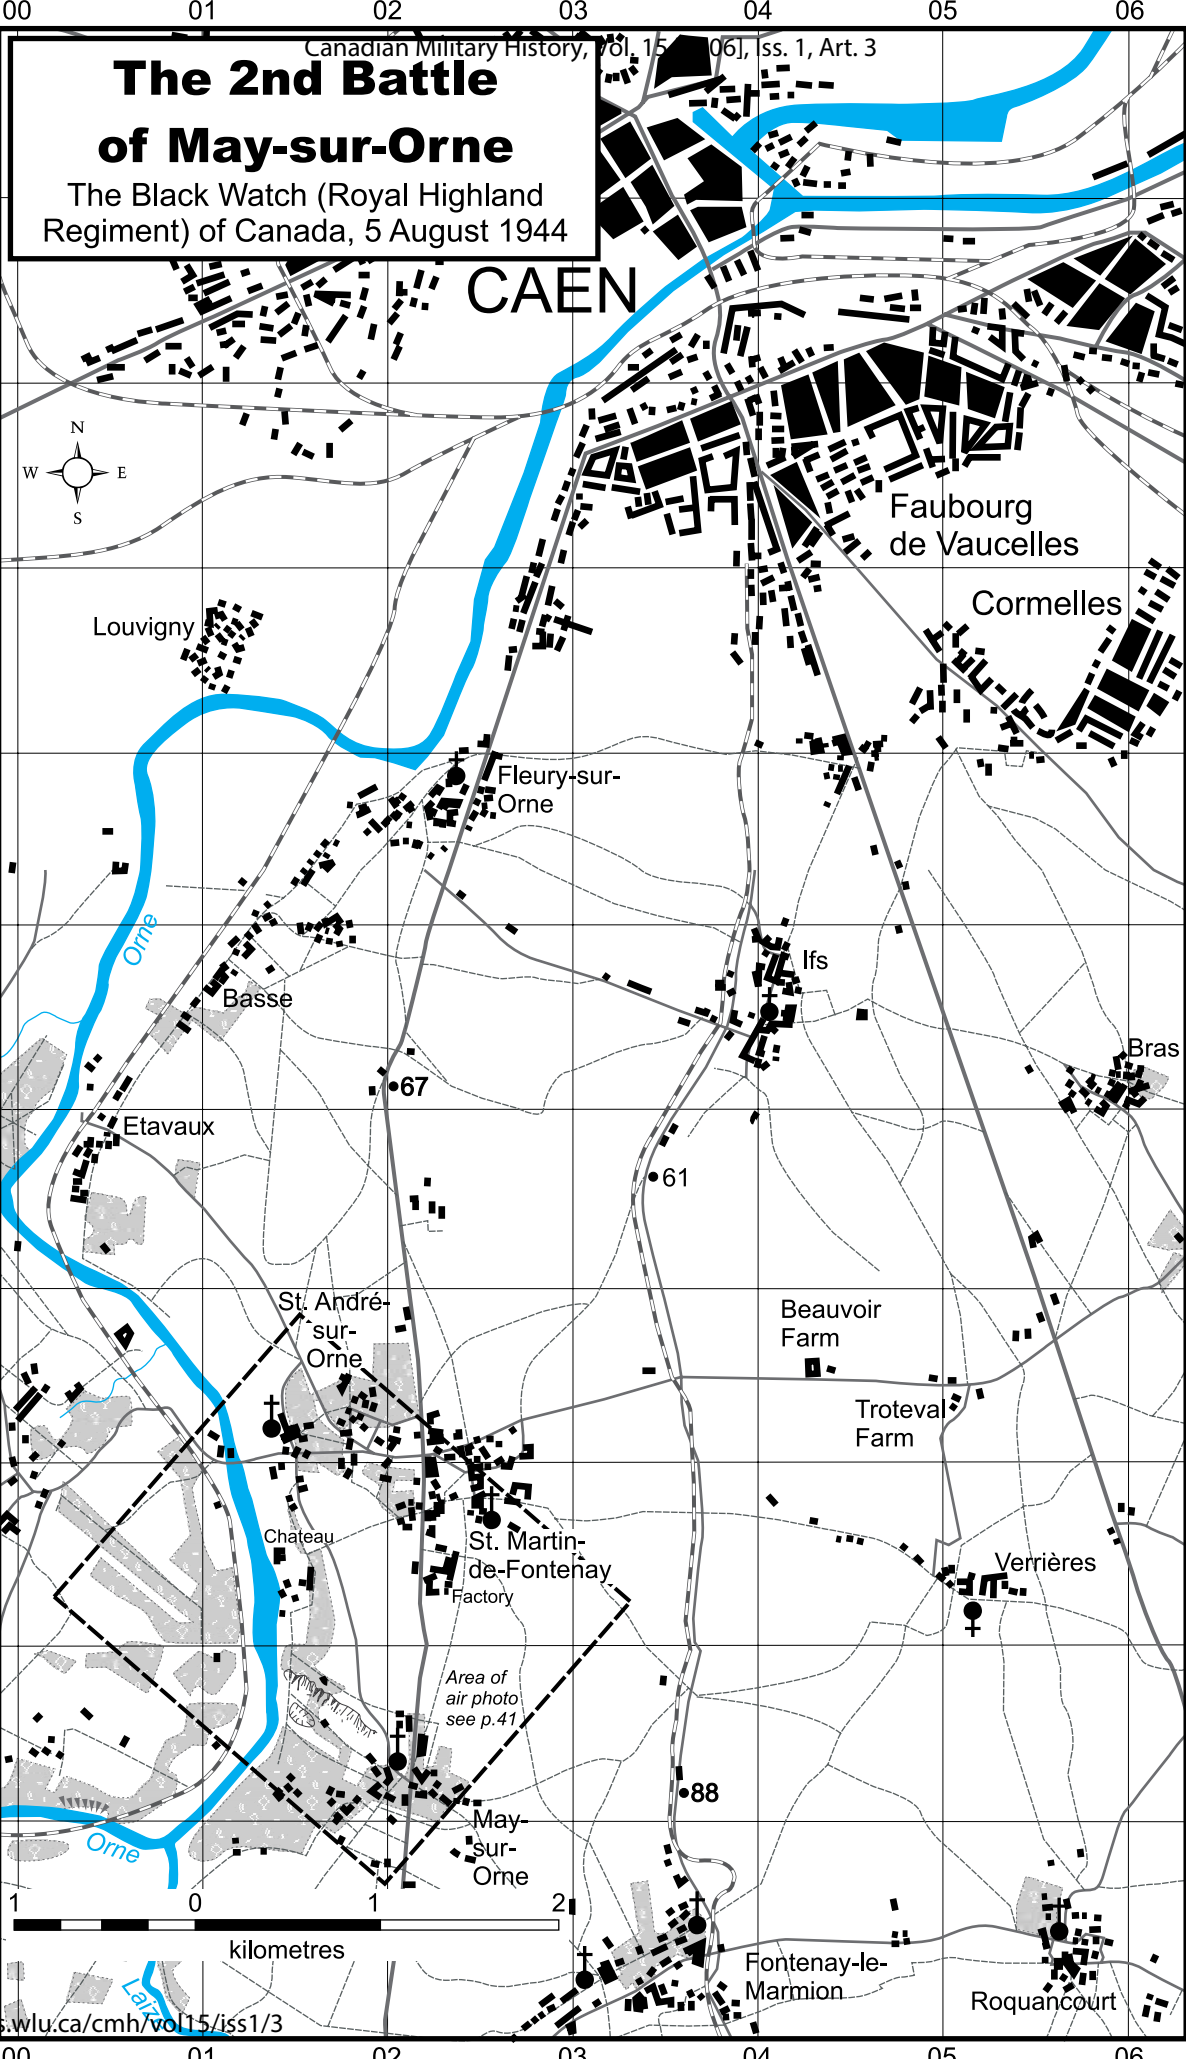 00 01 02 03 04 05 06
Canadian Military History, Vol. 15 06], Iss. 1, Art. 3
The 2nd Battle
of May-sur-Orne
The Black Watch (Royal Highland
Regiment) of Canada, 5 August 1944
CAEN
N
W E
S
Faubourg
de Vaucelles
Cormelles
Louvigny
Fleury-sur-
Orne
Orne
Ifs
Basse
Bras
67
Etavaux
61
St. André-
sur-
Orne
Beauvoir
Farm
Troteval
Farm
Chateau
St. Martin-
de-Fontenay
Factory
Verrières
Area of
air photo
see p.41
88
May-
sur-
Orne
Orne
1 0 1 2
kilometres
Fontenay-le-
Marmion
Roquancourt
Laize
s.wlu.ca/cmh/vol15/iss1/3
00 01 02 03 04 05 06